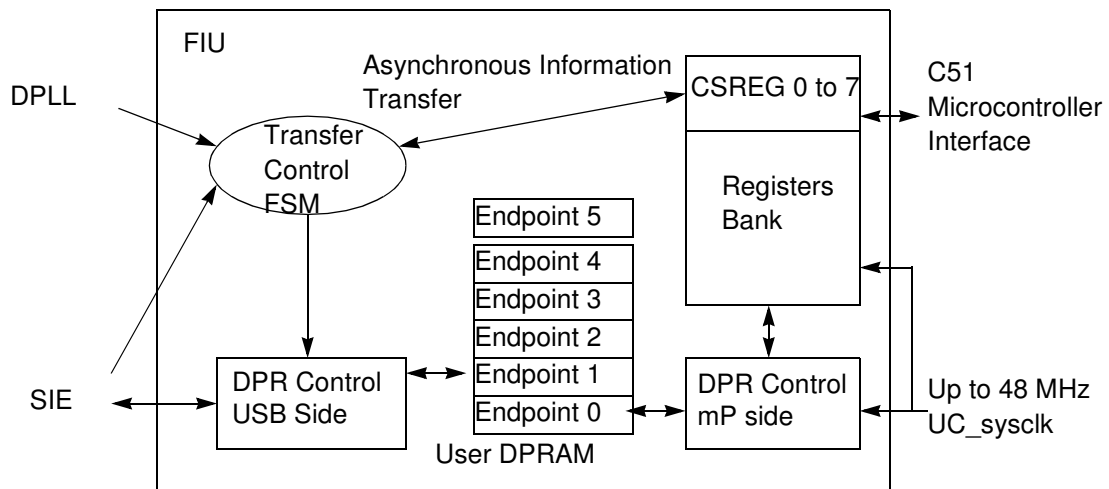 FIU
DPLL
Asynchronous Information
Transfer
CSREG 0 to 7
C51
Microcontroller
Interface
Transfer
Control
FSM
Registers
Bank
Endpoint 5
Endpoint 4
Endpoint 3
Endpoint 2
Endpoint 1
Endpoint 0
SIE
DPR Control
USB Side
DPR Control
mP side
Up to 48 MHz
UC_sysclk
User DPRAM